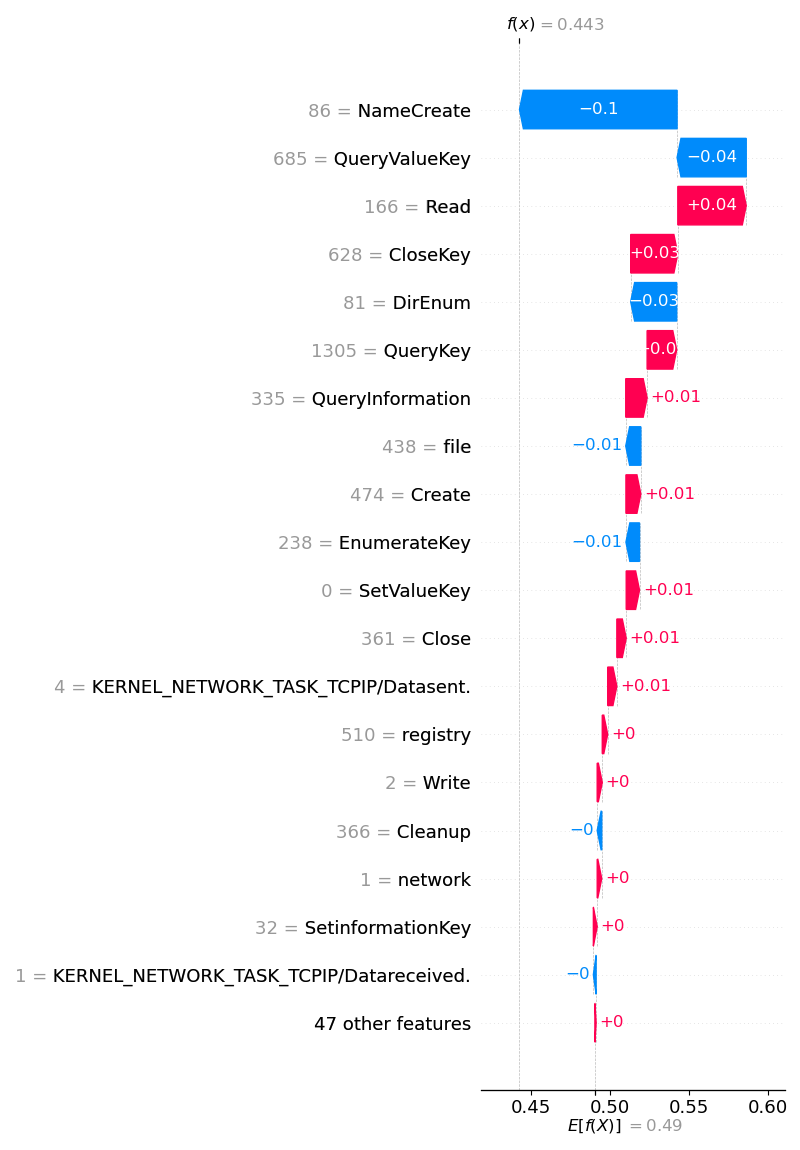 f(x) = 0.443
86 = NameCreate −0.1
685 = QueryValueKey −0.04
166 = Read +0.04
628 = CloseKey +0.03
81 = DirEnum −0.03
1305 = QueryKey
335 = QueryInformation +0.01
438 = file −0.01
474 = Create +0.01
238 = EnumerateKey −0.01
0 = SetValueKey +0.01
361 = Close +0.01
4 = KERNEL_NETWORK_TASK_TCPIP/Datasent. +0.01
510 = registry +0
2 = Write +0
366 = Cleanup −0
1 = network +0
32 = SetinformationKey +0
1 = KERNEL_NETWORK_TASK_TCPIP/Datareceived. −0
47 other features +0
0.45 0.50 0.55 0.60
E[f(X)] = 0.49